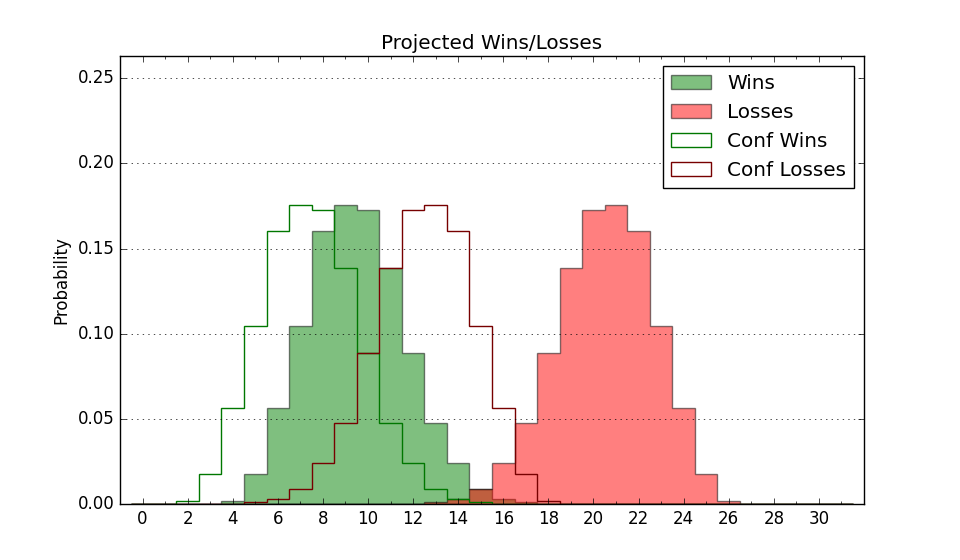 Projected Wins/Losses
Wins
Losses
Conf Wins
Conf Losses
Probability
0.25
0.20
0.15
0.10
0.05
0.00
0 2 4 6 8 10 12 14 16 18 20 22 24 26 28 30